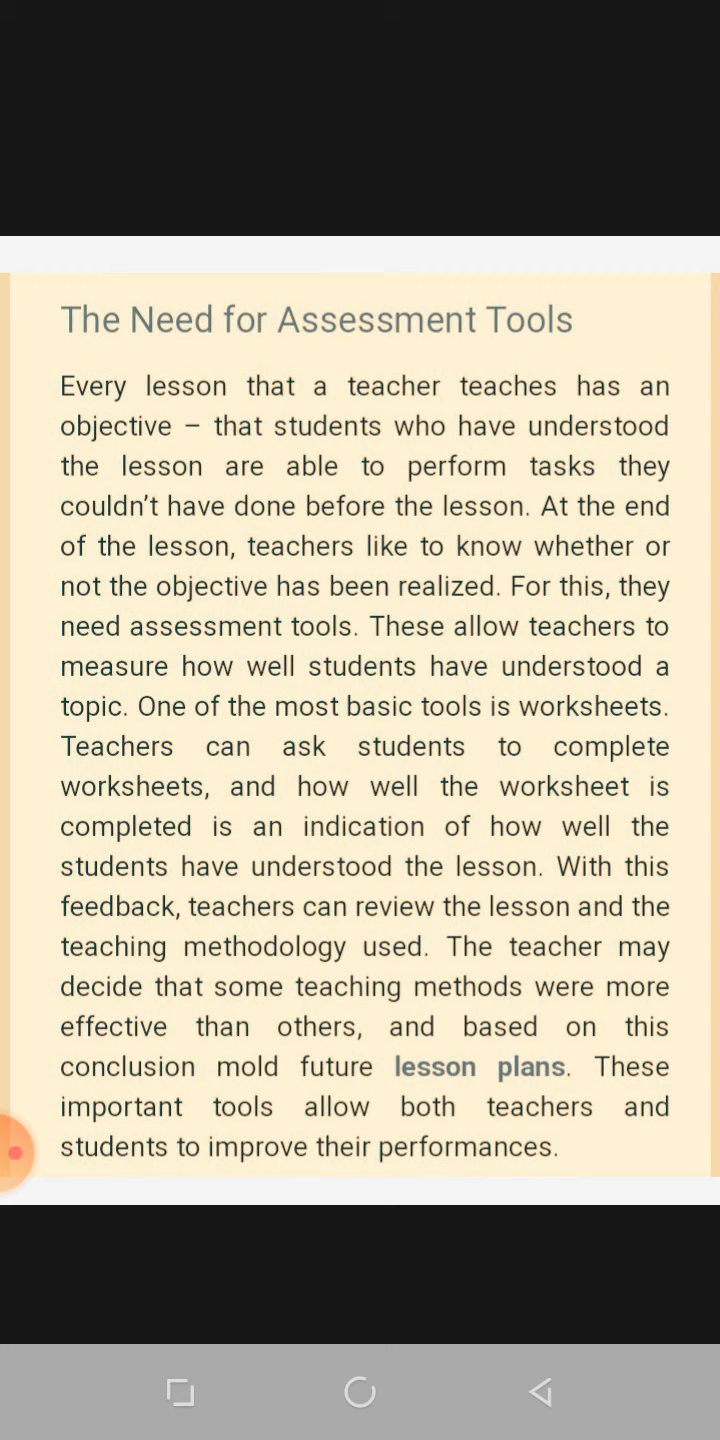 The Need for Assessment Tools
Every lesson that a teacher teaches has an
objective – that students who have understood
the lesson are able to perform tasks they
couldn’t have done before the lesson. At the end
of the lesson, teachers like to know whether or
not the objective has been realized. For this, they
need assessment tools. These allow teachers to
measure how well students have understood a
topic. One of the most basic tools is worksheets.
Teachers can ask students to complete
worksheets, and how well the worksheet is
completed is an indication of how well the
students have understood the lesson. With this
feedback, teachers can review the lesson and the
teaching methodology used. The teacher may
decide that some teaching methods were more
effective than others, and based on this
conclusion mold future lesson plans. These
important tools allow both teachers and
students to improve their performances.